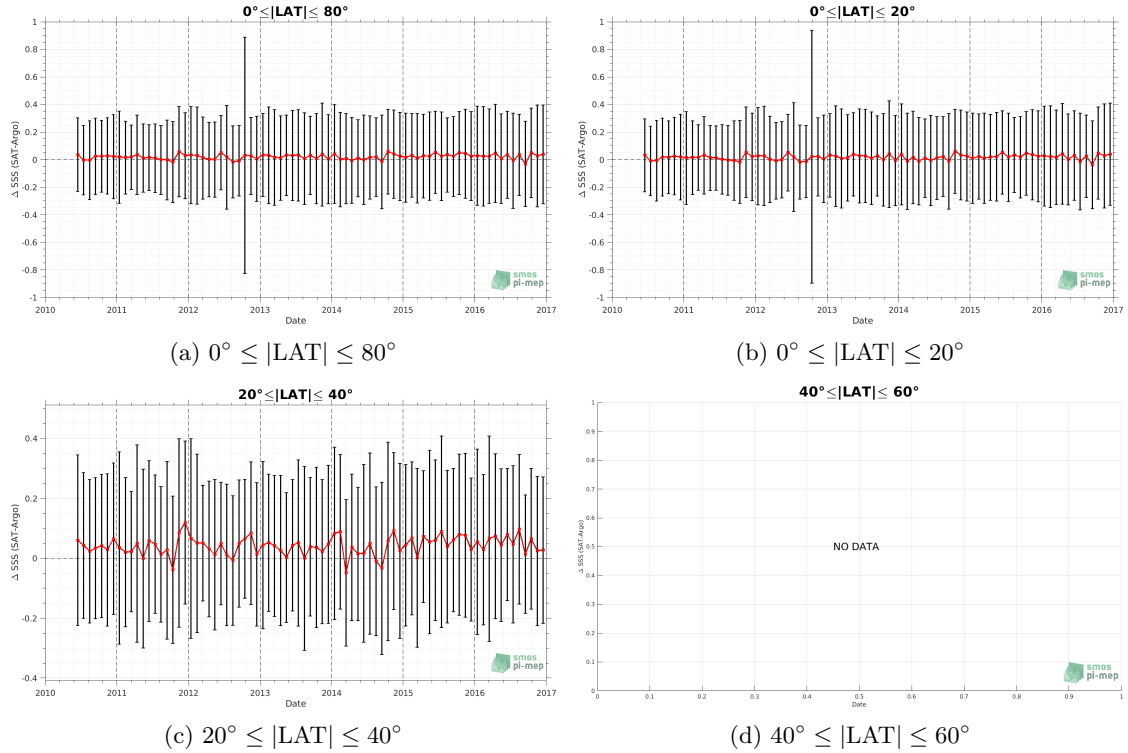 0°≤|LAT|≤ 80°
1
0.8
0.6
0.4
0.2
0
-0.2
-0.4
-0.6
-0.8
-1
Δ SSS (SAT-Argo)
2010 2011 2012 2013 2014 2015 2016 2017
Date
smos
pi-mep
(a) 0° ≤ |LAT| ≤ 80°
0°≤|LAT|≤ 20°
1
0.8
0.6
0.4
0.2
0
-0.2
-0.4
-0.6
-0.8
-1
Δ SSS (SAT-Argo)
2010 2011 2012 2013 2014 2015 2016 2017
Date
smos
pi-mep
(b) 0° ≤ |LAT| ≤ 20°
20°≤|LAT|≤ 40°
0.4
0.2
0
-0.2
-0.4
Δ SSS (SAT-Argo)
2010 2011 2012 2013 2014 2015 2016 2017
Date
smos
pi-mep
(c) 20° ≤ |LAT| ≤ 40°
40°≤|LAT|≤ 60°
1
0.9
0.8
0.7
0.6
0.5
0.4
0.3
0.2
0.1
0
Δ SSS (SAT-Argo)
NO DATA
0 0.1 0.2 0.3 0.4 0.5 0.6 0.7 0.8 0.9 1
Date
smos
pi-mep
(d) 40° ≤ |LAT| ≤ 60°